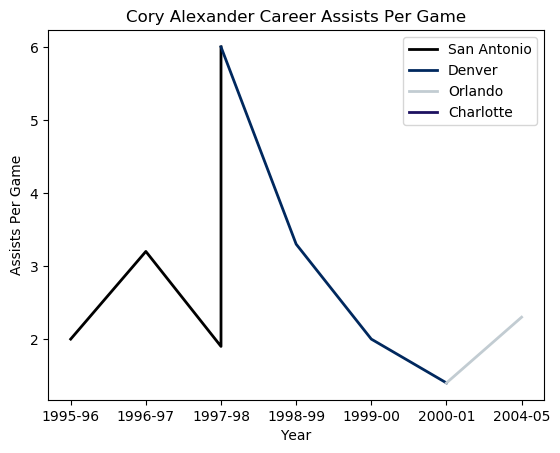 Cory Alexander Career Assists Per Game
San Antonio
Denver
Orlando
Charlotte
Assists Per Game
6
5
4
3
2
1995-96 1996-97 1997-98 1998-99 1999-00 2000-01 2004-05
Year